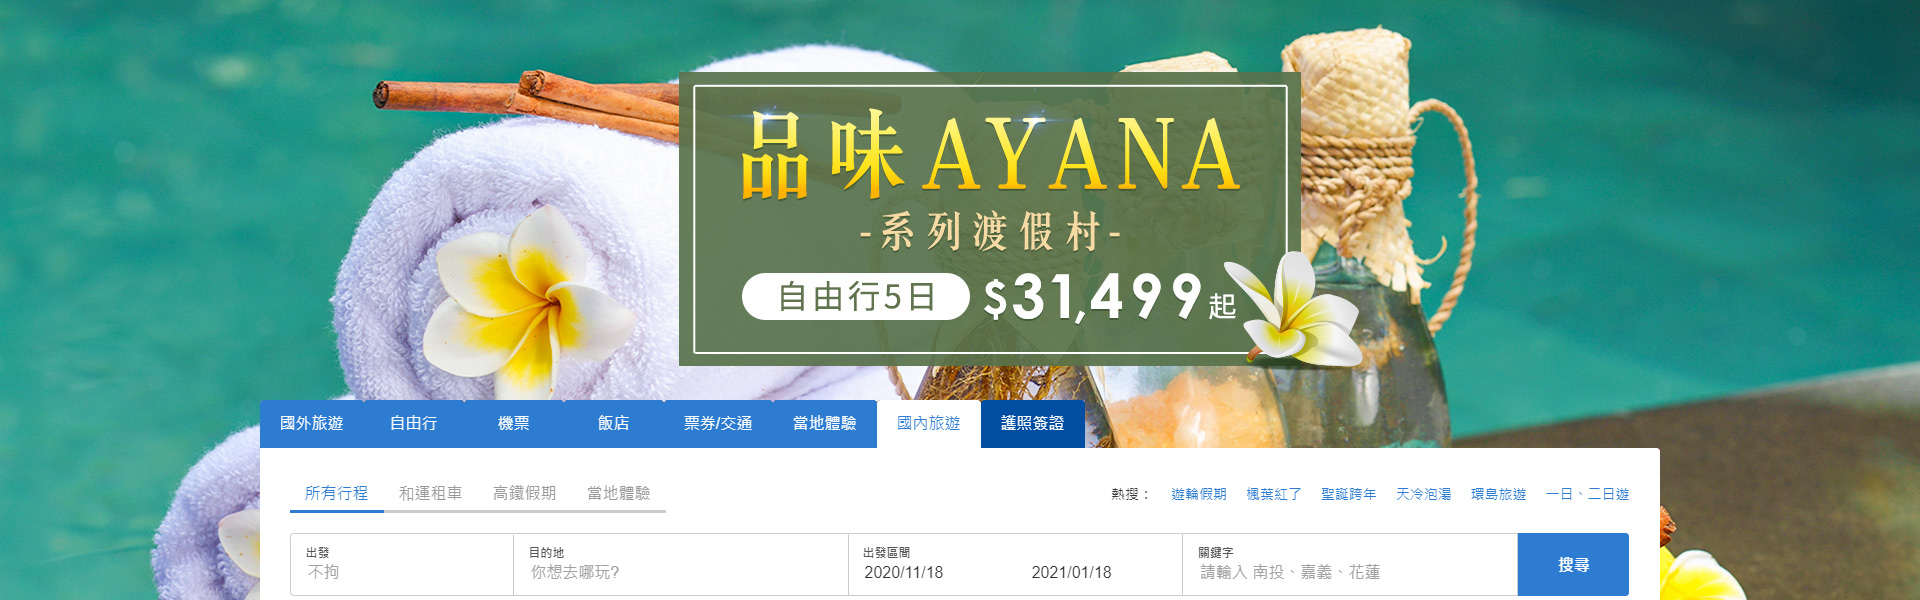 品味AYANA
-系列渡假村-
自由行5日 $31,499起
國外旅遊 自由行 機票 飯店 票券/交通 當地體驗 國內旅遊 護照簽證
所有行程 和運租車 高鐵假期 當地體驗 熱搜： 遊輪假期 楓葉紅了 聖誕跨年 天冷泡湯 環島旅遊 一日、二日遊
出發 目的地 出發區間 關鍵字
不拘 你想去哪玩? 2020/11/18 2021/01/18 請輸入 南投、嘉義、花蓮 搜尋